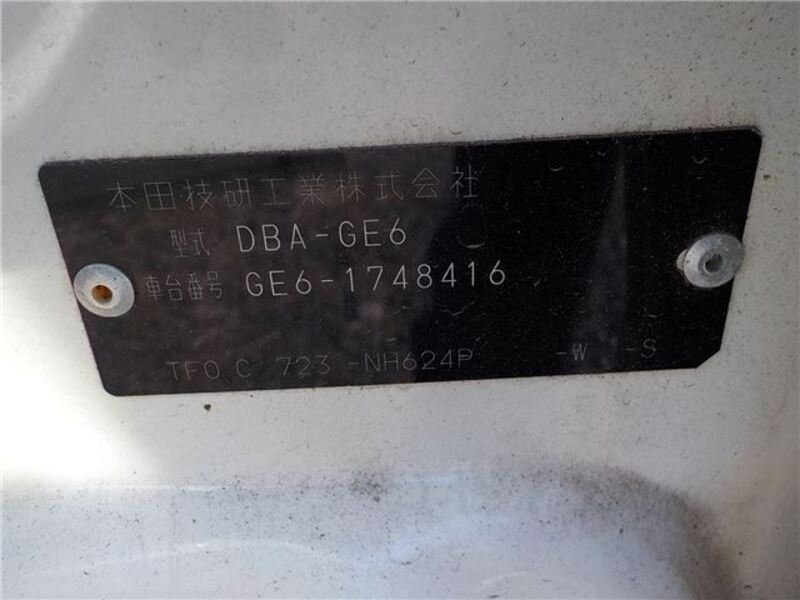 本田技研工業株式会社
型式 DBA-GE6
車台番号 GE6-1748416
TF0 C 723 -NH624P -W -S